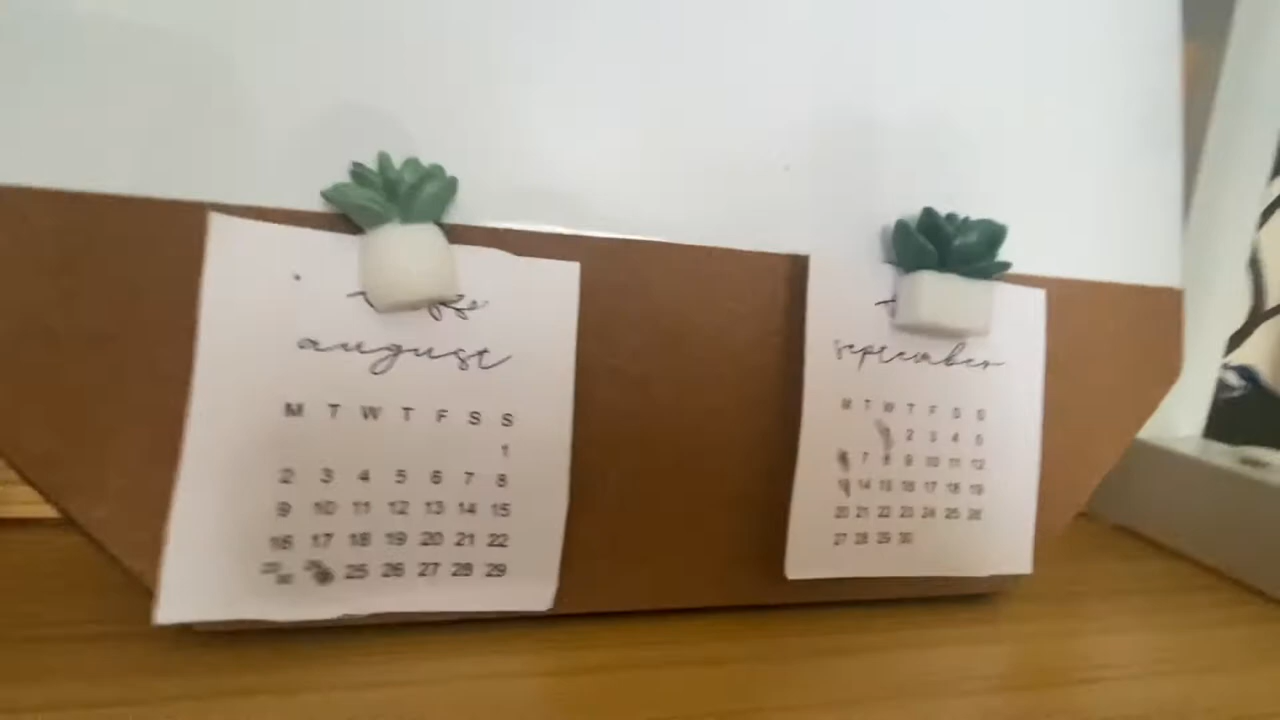 august
M T W T F S S
1
2 3 4 5 6 7 8
9 10 11 12 13 14 15
16 17 18 19 20 21 22
25 26 27 28 29
september
M T W T F S S
2 3 4 5
7 8 9 10 11 12
13 14 15 16 17 18 19
20 21 22 23 24 25 26
27 28 29 30